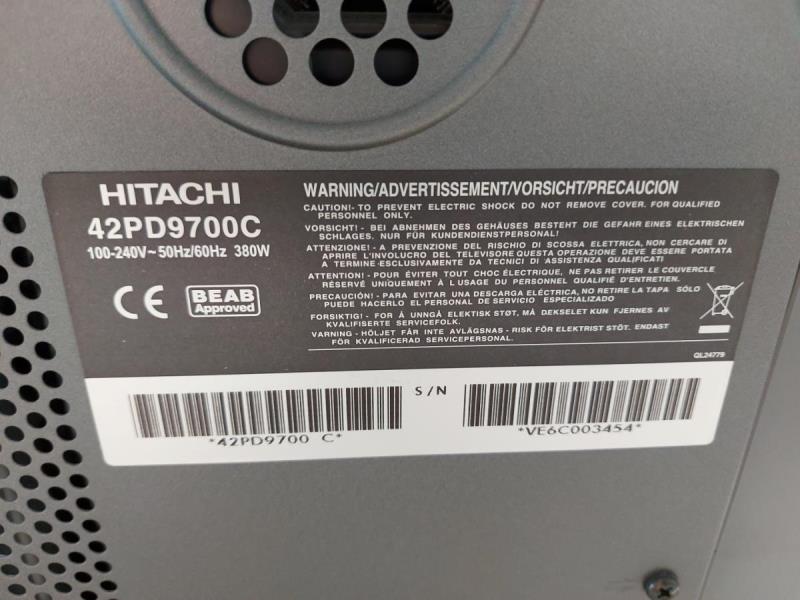 HITACHI
42PD9700C
100-240V~50Hz/60Hz 380W
CE
BEAB
Approved
WARNING/ADVERTISSEMENT/VORSICHT/PRECAUCION
CAUTION!- TO PREVENT ELECTRIC SHOCK DO NOT REMOVE COVER. FOR QUALIFIED
PERSONNEL ONLY.
VORSICHT! - BEI ABNEHMEN DES GEHÄUSES BESTEHT DIE GEFAHR EINES ELEKTRISCHEN
SCHLAGES. NUR FÜR KUNDENDIENSTPERSONAL!
ATTENZIONE! - A PREVENZIONE DEL RISCHIO DI SCOSSA ELETTRICA, NON CERCARE DI
APRIRE L'INVOLUCRO DEL TELEVISORE QUESTA OPERAZIONE DEVE ESSERE PORTATA
A TERMINE ESCLUSIVAMENTE DA TECNICI DI ASSISTENZA QUALIFICATI
ATTENTION! - POUR ÉVITER TOUT CHOC ÉLECTRIQUE, NE PAS RETIRER LE COUVERCLE
RÉSERVÉ UNIQUEMENT À L USAGE DU PERSONNEL QUALIFIÉ D'ENTRETIEN.
PRECAUCIÓN! - PARA EVITAR UNA DESCARGA ELÉCTRICA, NO RETIRE LA TAPA SÓLO
PUEDE HACERLO EL PERSONAL DE SERVICIO ESPECIALIZADO
FORSIKTIG! - FOR Å UNNGÅ ELEKTISK STØT, MÅ DEKSELET KUN FJERNES AV
KVALIFISERTE SERVICEFOLK.
VARNING - HÖLJET FÅR INTE AVLÄGSNAS - RISK FÖR ELEKTRIST STÖT. ENDAST
FÖR KVALIFICERAD SERVICEPERSONAL.
QL24779
S/N
*42PD9700 C*
*VE6C003454*